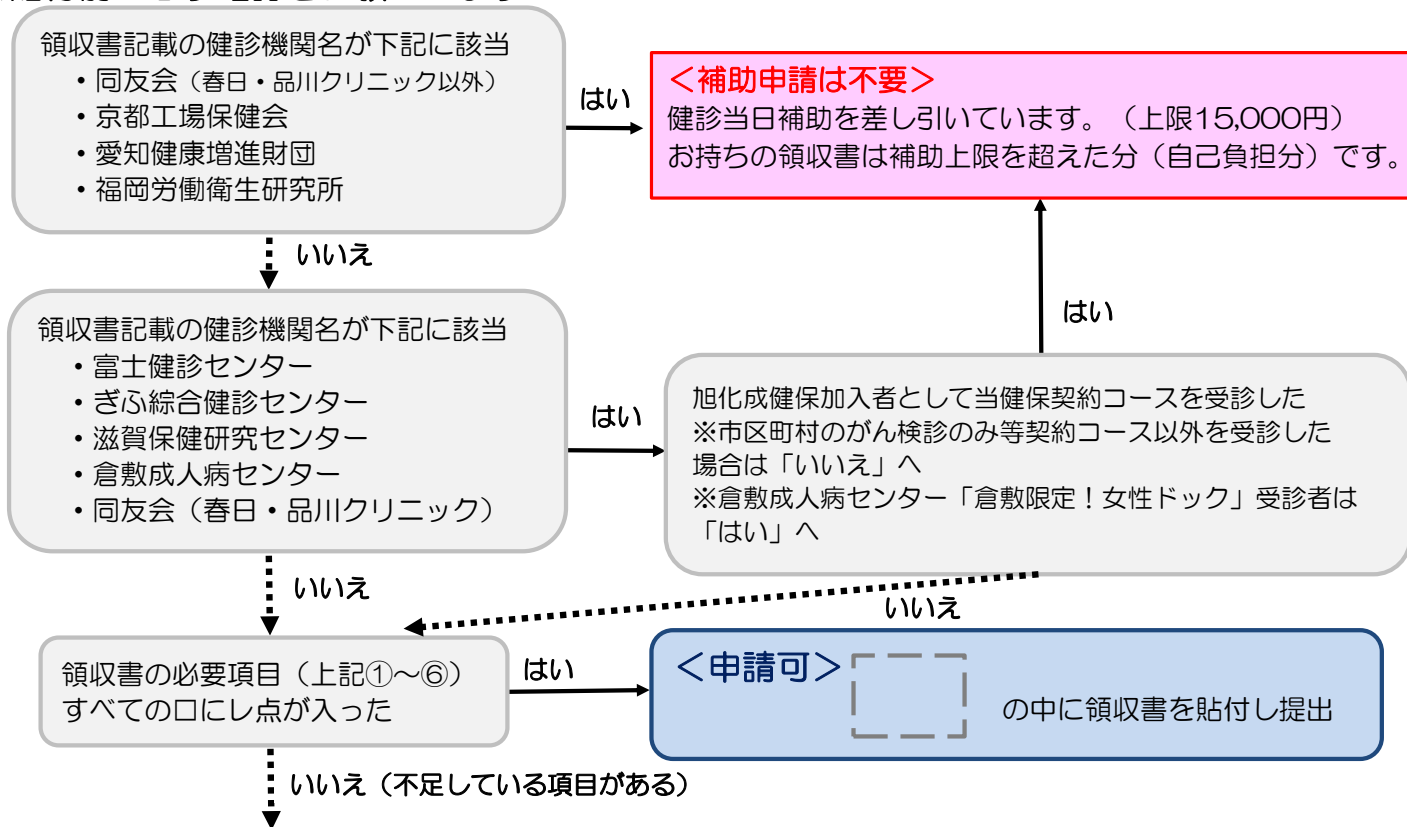 領収書記載の健診機関名が下記に該当
・同友会（春日・品川クリニック以外）
・京都工場保健会
・愛知健康増進財団
・福岡労働衛生研究所
はい
＜補助申請は不要＞
健診当日補助を差し引いています。（上限15,000円）
お持ちの領収書は補助上限を超えた分（自己負担分）です。
いいえ
はい
領収書記載の健診機関名が下記に該当
・富士健診センター
・ぎふ綜合健診センター
・滋賀保健研究センター
・倉敷成人病センター
・同友会（春日・品川クリニック）
はい
旭化成健保加入者として当健保契約コースを受診した
※市区町村のがん検診のみ等契約コース以外を受診した
場合は「いいえ」へ
※倉敷成人病センター「倉敷限定！女性ドック」受診者は
「はい」へ
いいえ
いいえ
領収書の必要項目（上記①～⑥）
すべての口にレ点が入った
はい
＜申請可＞
の中に領収書を貼付し提出
いいえ（不足している項目がある）